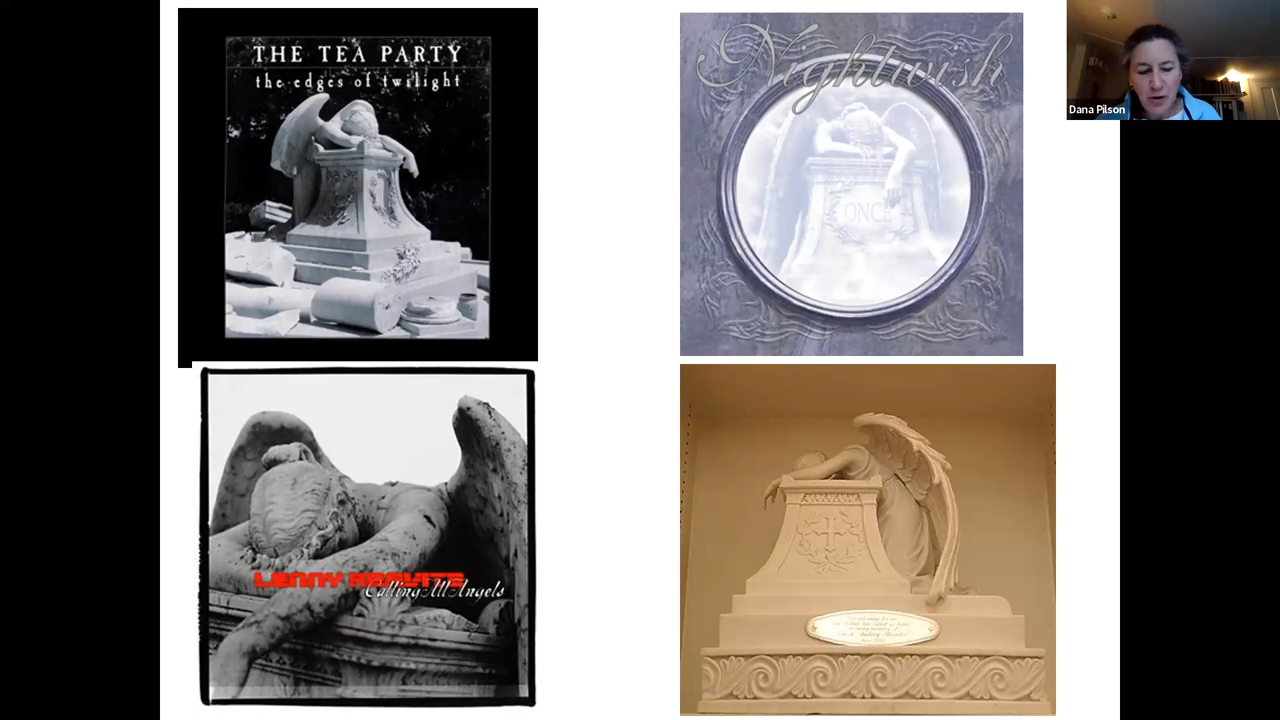 THE TEA PARTY
the edges of twilight
Nightwish
ONCE
Dana Pilson
LENNY KRAVITZ
Calling All Angels